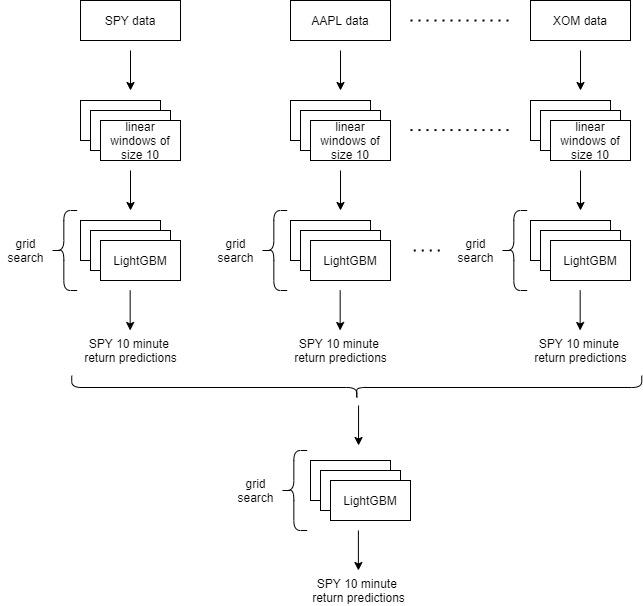 SPY data
AAPL data
XOM data
linear
windows of
size 10
linear
windows of
size 10
linear
windows of
size 10
grid
search
LightGBM
grid
search
LightGBM
grid
search
LightGBM
SPY 10 minute
return predictions
SPY 10 minute
return predictions
SPY 10 minute
return predictions
grid
search
LightGBM
SPY 10 minute
return predictions